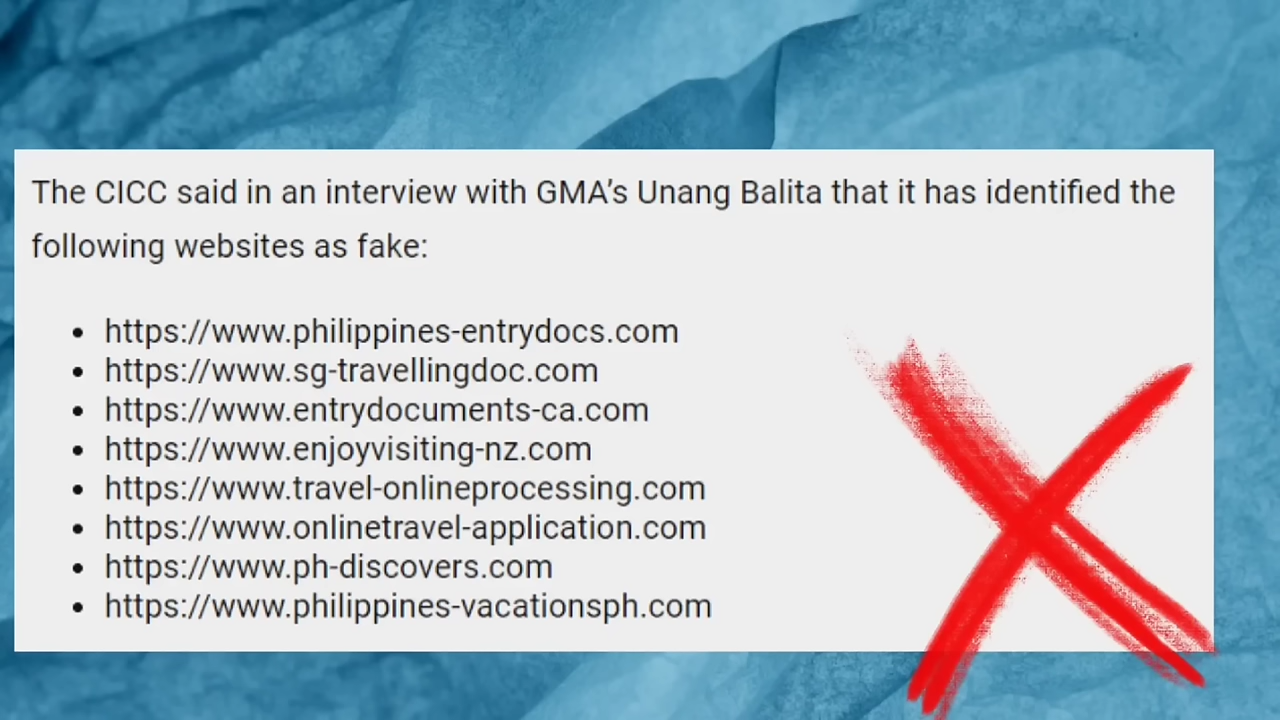 The CICC said in an interview with GMA’s Unang Balita that it has identified the
following websites as fake:
• https://www.philippines-entrydocs.com
• https://www.sg-travellingdoc.com
• https://www.entrydocuments-ca.com
• https://www.enjoyvisiting-nz.com
• https://www.travel-onlineprocessing.com
• https://www.onlinetravel-application.com
• https://www.ph-discovers.com
• https://www.philippines-vacationsph.com